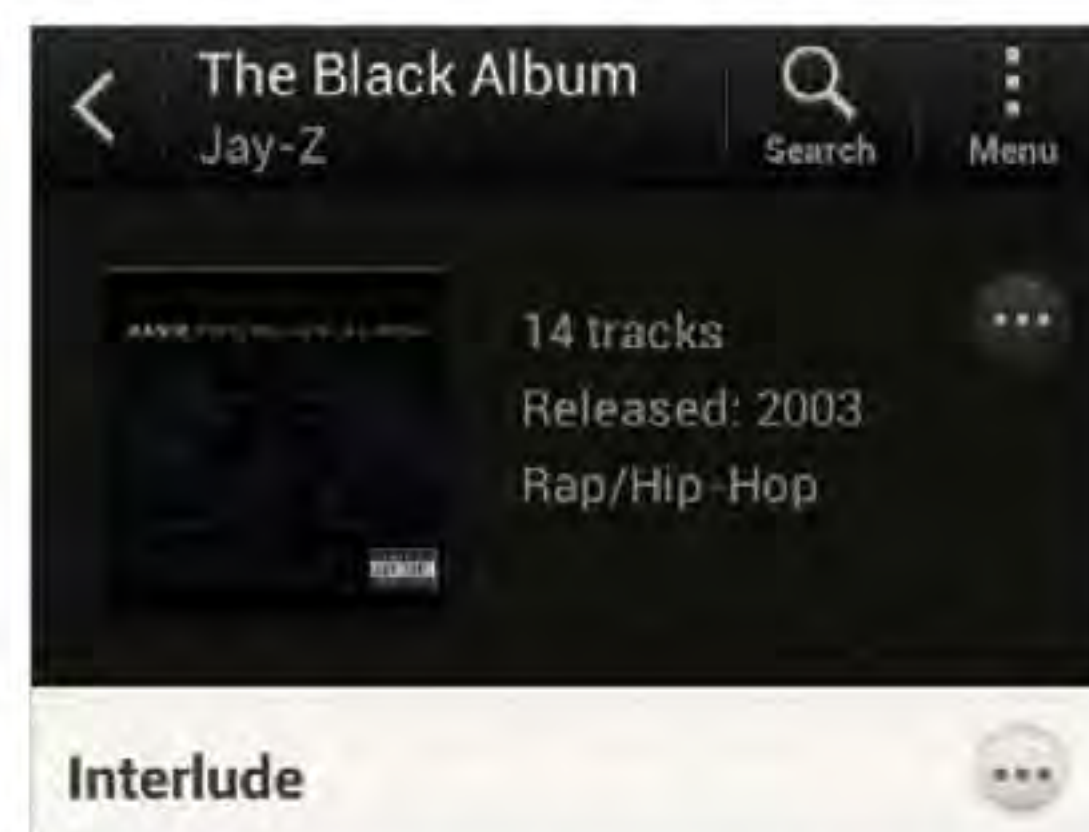 The Black Album
Jay-Z
Search
Menu
14 tracks
Released: 2003
Rap/Hip-Hop
Interlude